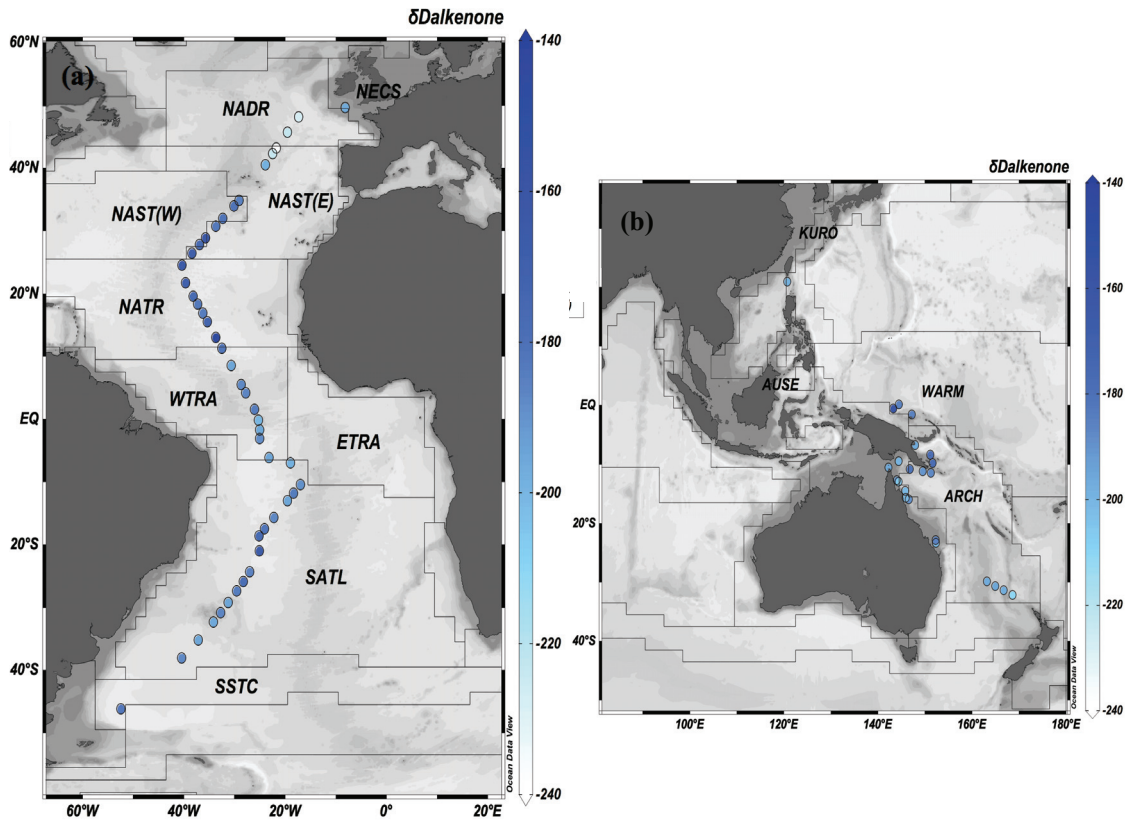 δDalkenone
60°N
40°N
20°N
EQ
20°S
40°S
60°W
40°W
20°W
0°
20°E
(a)
NADR
NECS
NAST(W)
NAST(E)
NATR
WTRA
ETRA
SATL
SSTC
Ocean Data View
-140
-160
-180
-200
-220
-240
δDalkenone
40°N
20°N
EQ
20°S
40°S
100°E
120°E
140°E
160°E
180°E
(b)
KURO
AUSE
WARM
ARCH
Ocean Data View
-140
-160
-180
-200
-220
-240